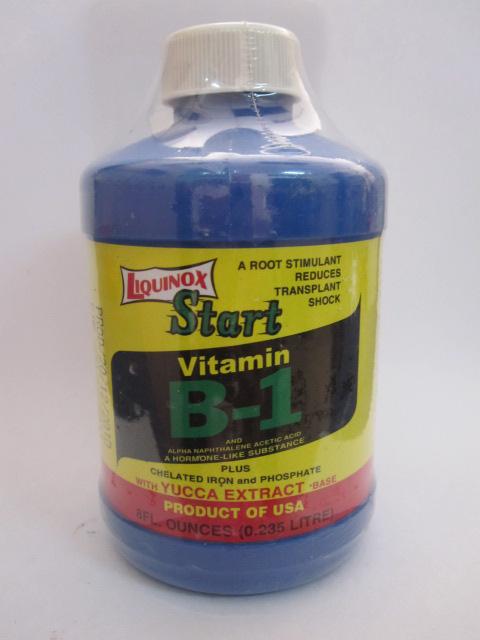 LIQUINOX
Start
A ROOT STIMULANT
REDUCES
TRANSPLANT
SHOCK
Vitamin
B-1
AND
ALPHA NAPHTHALENE ACETIC ACID
A HORMONE-LIKE SUBSTANCE
PLUS
CHELATED IRON and PHOSPHATE
WITH YUCCA EXTRACT *BASE
PRODUCT OF USA
8FL. OUNCES (0.235 LITRE)